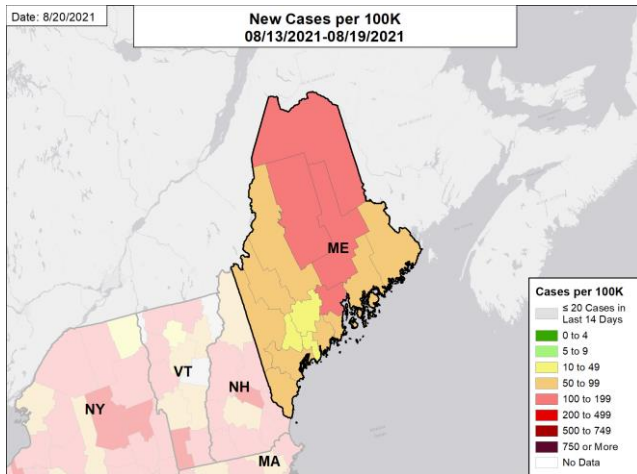 Date: 8/20/2021
New Cases per 100K
08/13/2021-08/19/2021
ME
VT
NH
NY
MA
Cases per 100K
≤ 20 Cases in
Last 14 Days
0 to 4
5 to 9
10 to 49
50 to 99
100 to 199
200 to 499
500 to 749
750 or More
No Data